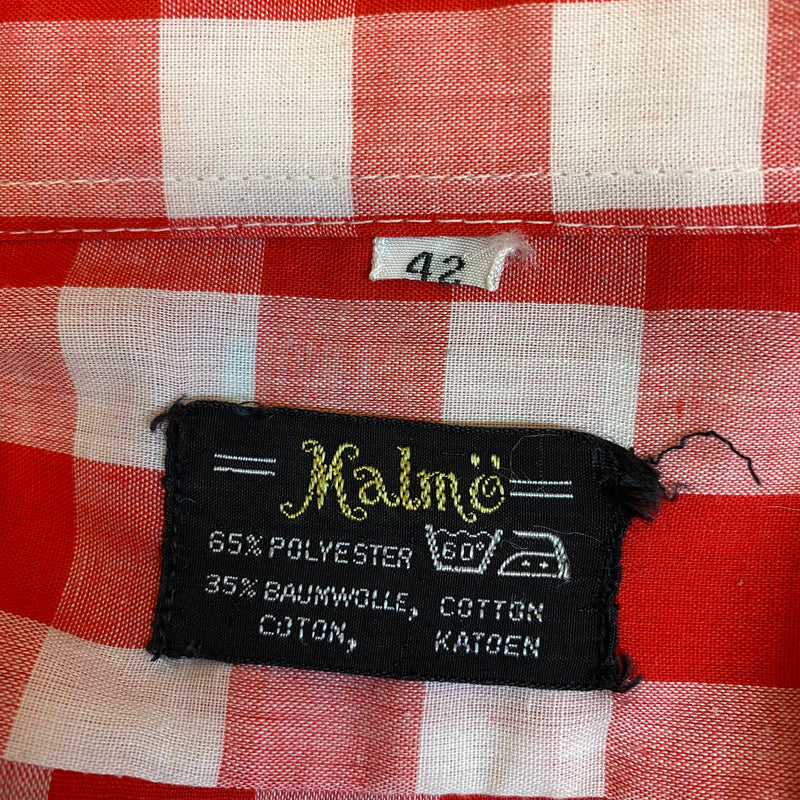 42
Malmö
65% POLYESTER 60°
35% BAUMWOLLE, COTTON
COTON, KATOEN